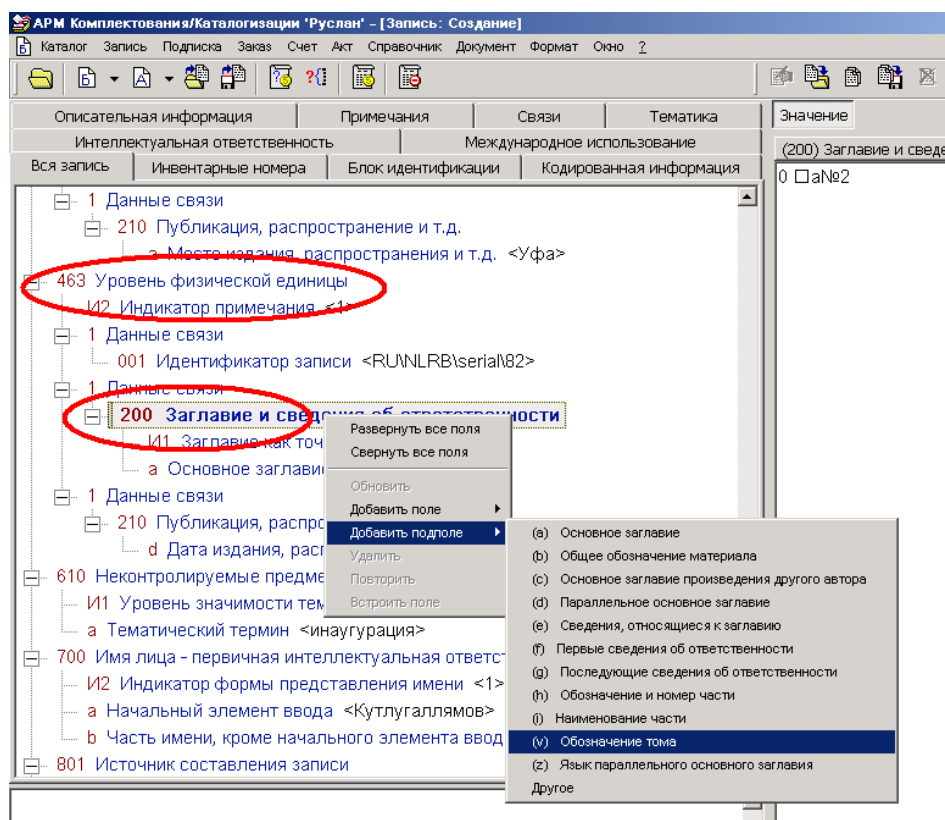 АРМ Комплектования/Каталогизации 'Руслан' - [Запись: Создание]
Каталог Запись Подписка Заказ Счет Акт Справочник Документ Формат Окно ?
Описательная информация Примечания Связи Тематика
Интеллектуальная ответственность Международное использование
Вся запись Инвентарные номера Блок идентификации Кодированная информация
Значение
(200) Заглавие и сведе
0 □a№2
1 Данные связи
210 Публикация, распространение и т.д.
а Место издания, распространения и т.д. <Уфа>
463 Уровень физической единицы
И2 Индикатор примечания <1>
1 Данные связи
001 Идентификатор записи <RU\NLRB\serial\82>
1 Данные связи
200 Заглавие и сведения об ответственности
И1 Заглавие как точ
а Основное заглави
1 Данные связи
210 Публикация, распро
d Дата издания, расп
610 Неконтролируемые предме
И1 Уровень значимости тем
а Тематический термин <инаугурация>
700 Имя лица - первичная интеллектуальная ответст
И2 Индикатор формы представления имени <1>
а Начальный элемент ввода <Кутлугаллямов>
b Часть имени, кроме начального элемента ввод
801 Источник составления записи
Развернуть все поля
Свернуть все поля
Обновить
Добавить поле
Добавить подполе
Удалить
Повторить
Встроить поле
(a) Основное заглавие
(b) Общее обозначение материала
(c) Основное заглавие произведения другого автора
(d) Параллельное основное заглавие
(e) Сведения, относящиеся к заглавию
(f) Первые сведения об ответственности
(g) Последующие сведения об ответственности
(h) Обозначение и номер части
(i) Наименование части
(v) Обозначение тома
(z) Язык параллельного основного заглавия
Другое